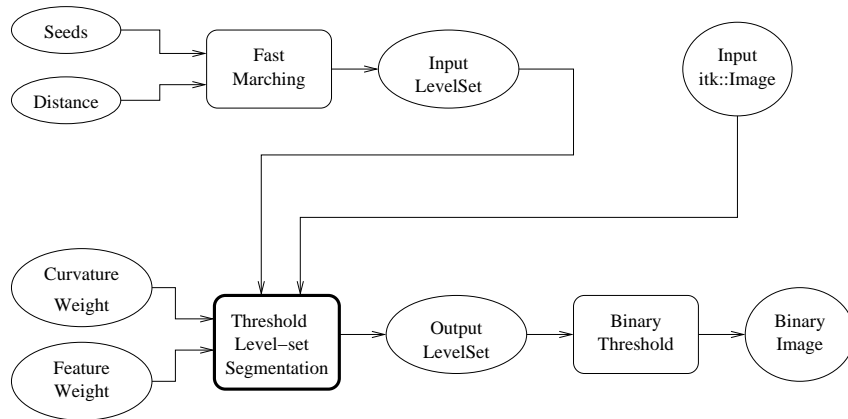 Seeds
Distance
Fast
Marching
Input
LevelSet
Input
itk::Image
Curvature
Weight
Feature
Weight
Threshold
Level−set
Segmentation
Output
LevelSet
Binary
Threshold
Binary
Image